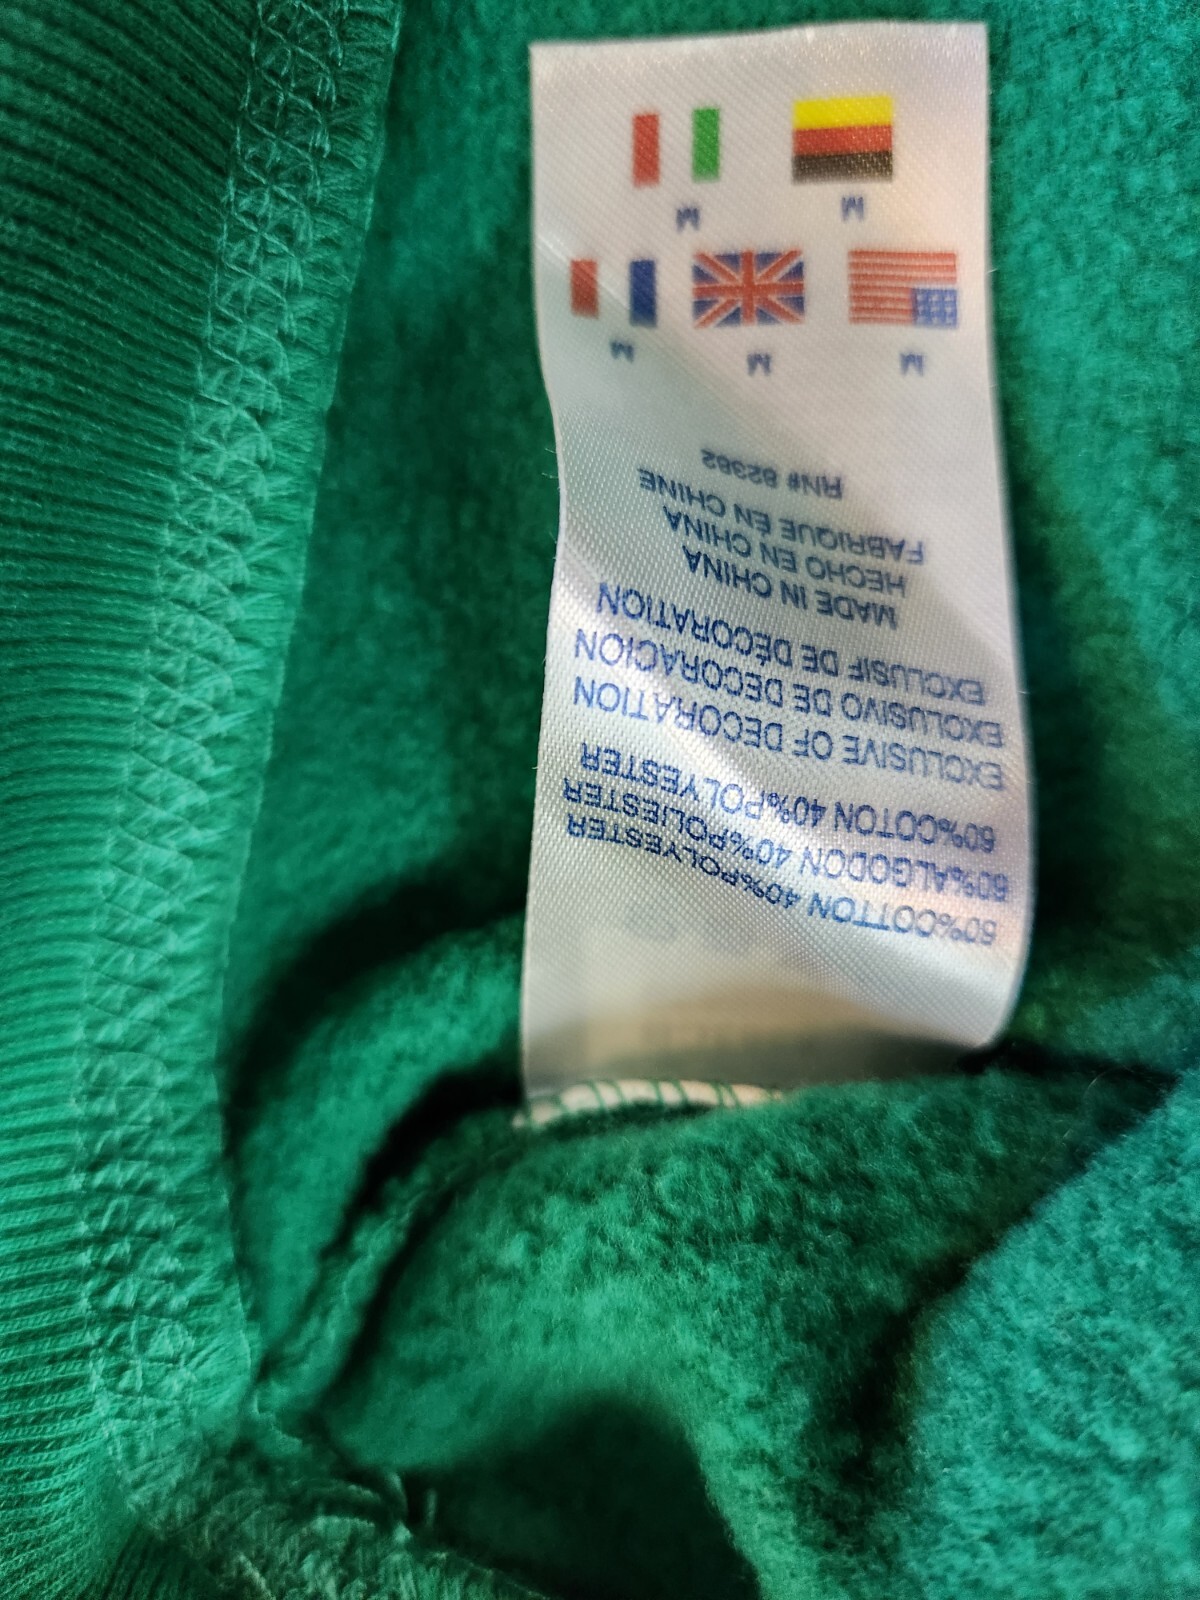 60%COTTON 40%POLYESTER
60%ALGODON 40%POLIESTER
60%COTON 40%POLYESTER
EXCLUSIVE OF DECORATION
EXCLUSIVO DE DECORACION
EXCLUSIF DE DÉCORATION
MADE IN CHINA
HECHO EN CHINA
FABRIQUE EN CHINE
RN# 82382
M M M
M M